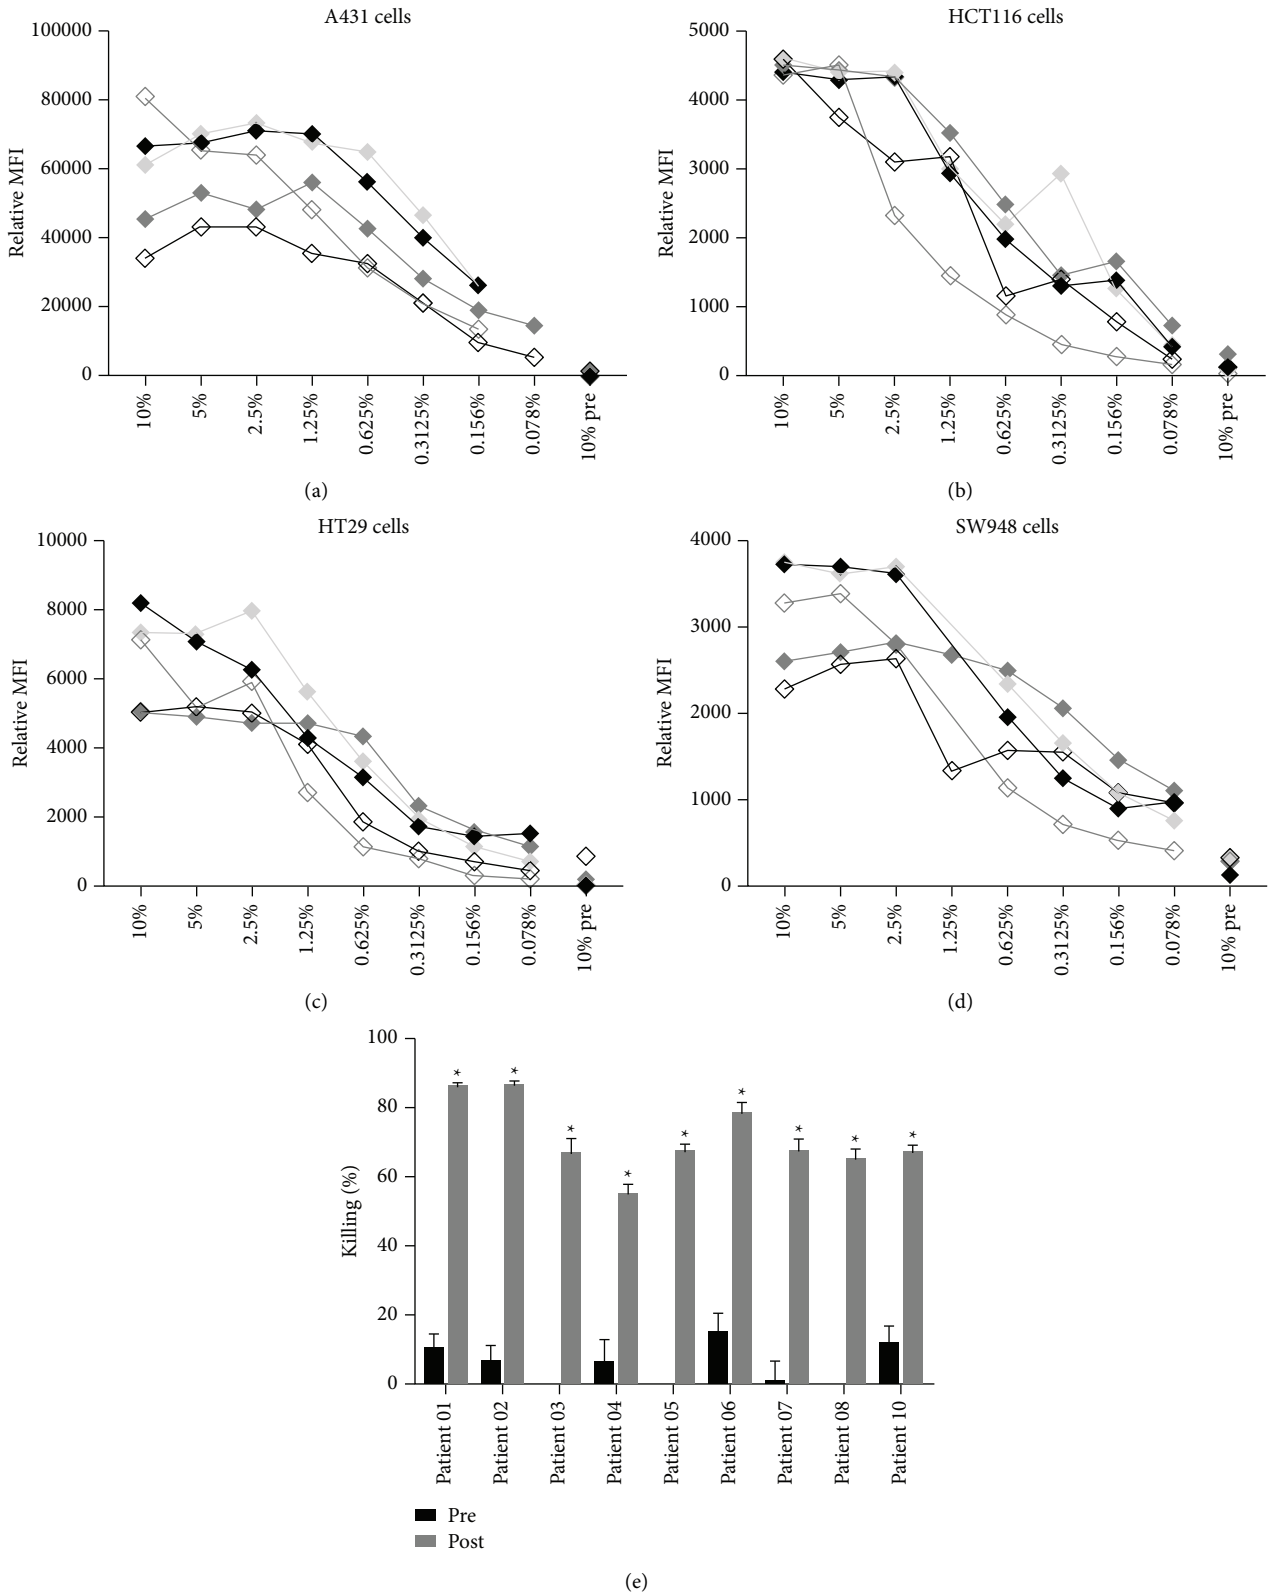 A431 cells
Relative MFI
100000
80000
60000
40000
20000
0
10%
5%
2.5%
1.25%
0.625%
0.3125%
0.156%
0.078%
10% pre
(a)
HCT116 cells
Relative MFI
5000
4000
3000
2000
1000
0
10%
5%
2.5%
1.25%
0.625%
0.3125%
0.156%
0.078%
10% pre
(b)
HT29 cells
Relative MFI
10000
8000
6000
4000
2000
0
10%
5%
2.5%
1.25%
0.625%
0.3125%
0.156%
0.078%
10% pre
(c)
SW948 cells
Relative MFI
4000
3000
2000
1000
0
10%
5%
2.5%
1.25%
0.625%
0.3125%
0.156%
0.078%
10% pre
(d)
Killing (%)
100
80
60
40
20
0
*
*
*
*
*
*
*
*
*
Patient 01
Patient 02
Patient 03
Patient 04
Patient 05
Patient 06
Patient 07
Patient 08
Patient 10
Pre
Post
(e)